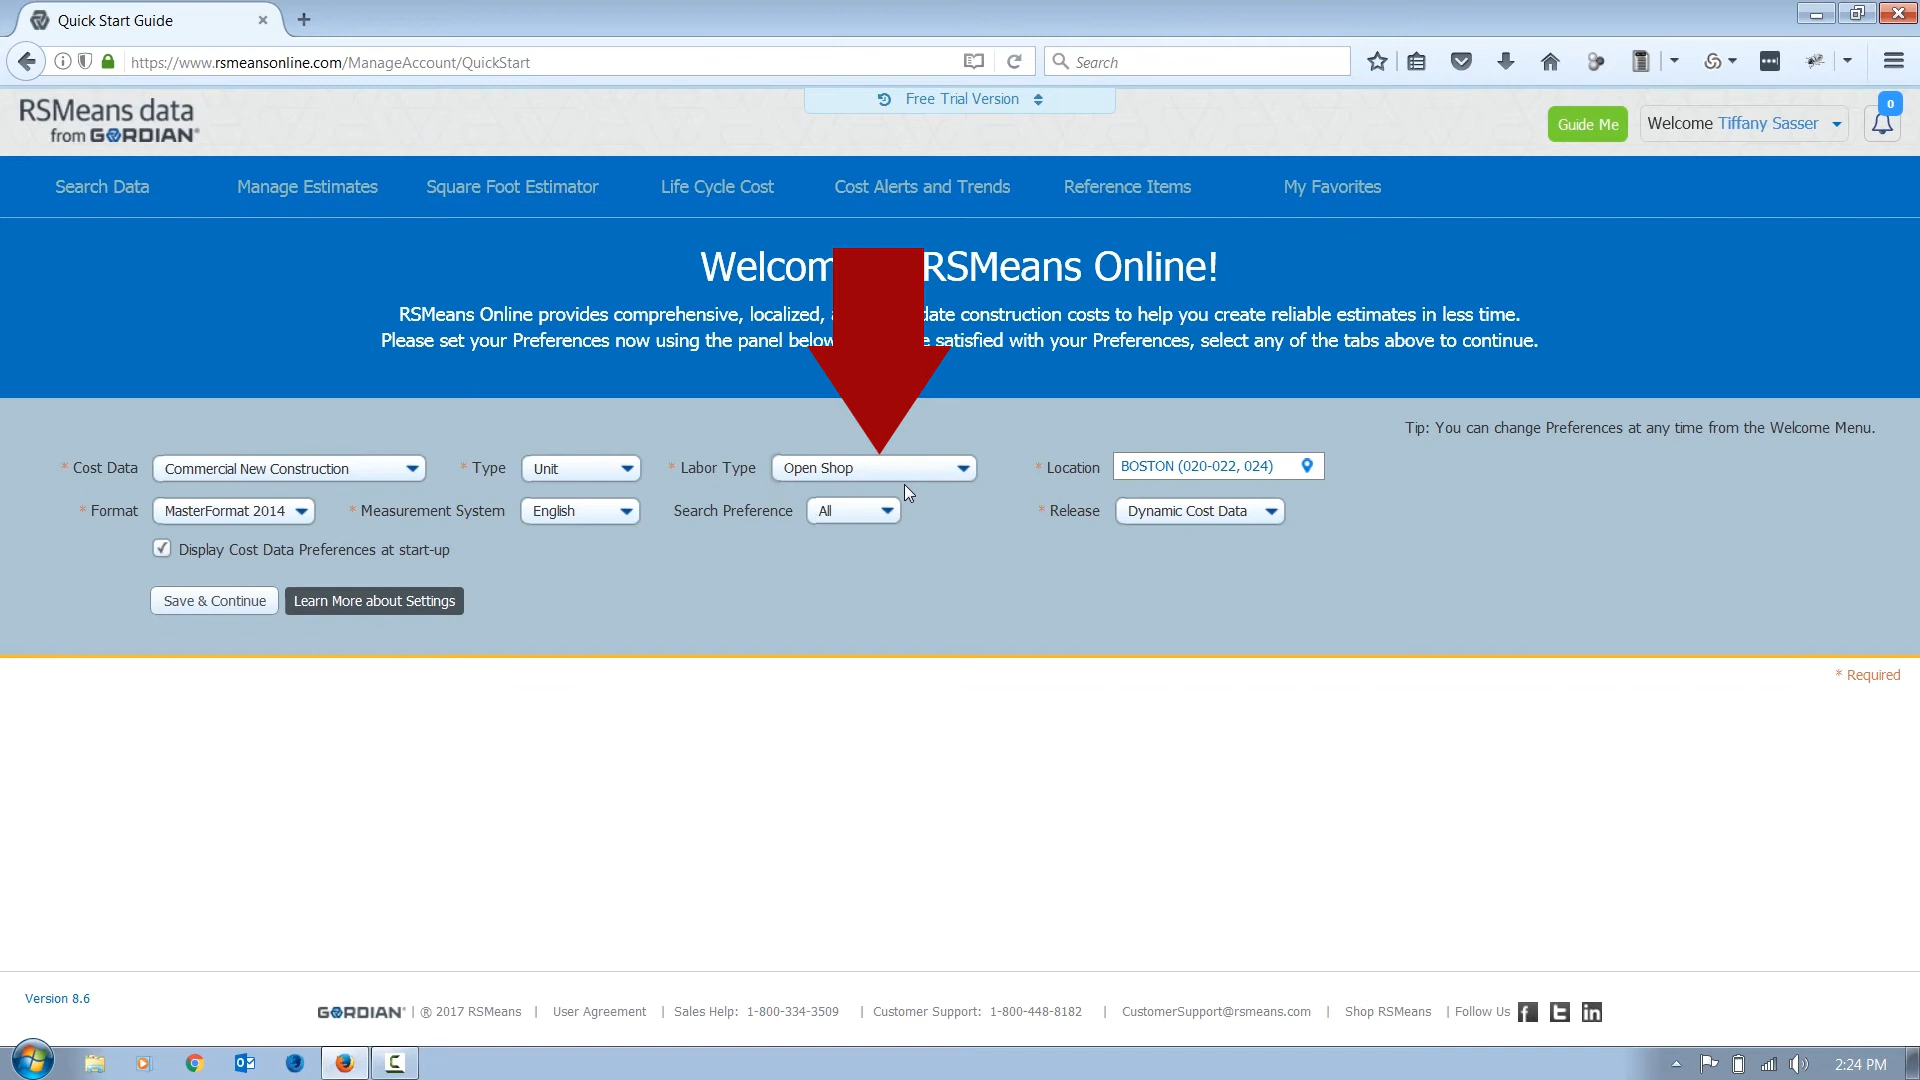 Quick Start Guide
https://www.rsmeansonline.com/ManageAccount/QuickStart
Search
RSMeans data
from GORDIAN
Free Trial Version
Guide Me
Welcome Tiffany Sasser
0
Search Data
Manage Estimates
Square Foot Estimator
Life Cycle Cost
Cost Alerts and Trends
Reference Items
My Favorites
Welcom RSMeans Online!
RSMeans Online provides comprehensive, localized, date construction costs to help you create reliable estimates in less time.
Please set your Preferences now using the panel below satisfied with your Preferences, select any of the tabs above to continue.
Tip: You can change Preferences at any time from the Welcome Menu.
* Cost Data Commercial New Construction * Type Unit * Labor Type Open Shop * Location BOSTON (020-022, 024)
* Format MasterFormat 2014 * Measurement System English Search Preference All * Release Dynamic Cost Data
Display Cost Data Preferences at start-up
Save & Continue Learn More about Settings
* Required
Version 8.6
GORDIAN | ® 2017 RSMeans | User Agreement | Sales Help: 1-800-334-3509 | Customer Support: 1-800-448-8182 | CustomerSupport@rsmeans.com | Shop RSMeans | Follow Us
2:24 PM